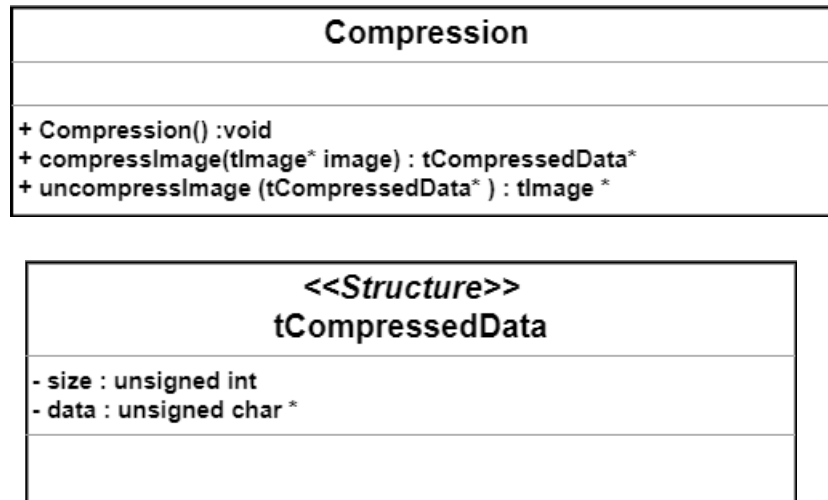 Compression
+ Compression() :void
+ compressImage(tImage* image) : tCompressedData*
+ uncompressImage (tCompressedData* ) : tImage *
<<Structure>>
tCompressedData
- size : unsigned int
- data : unsigned char *